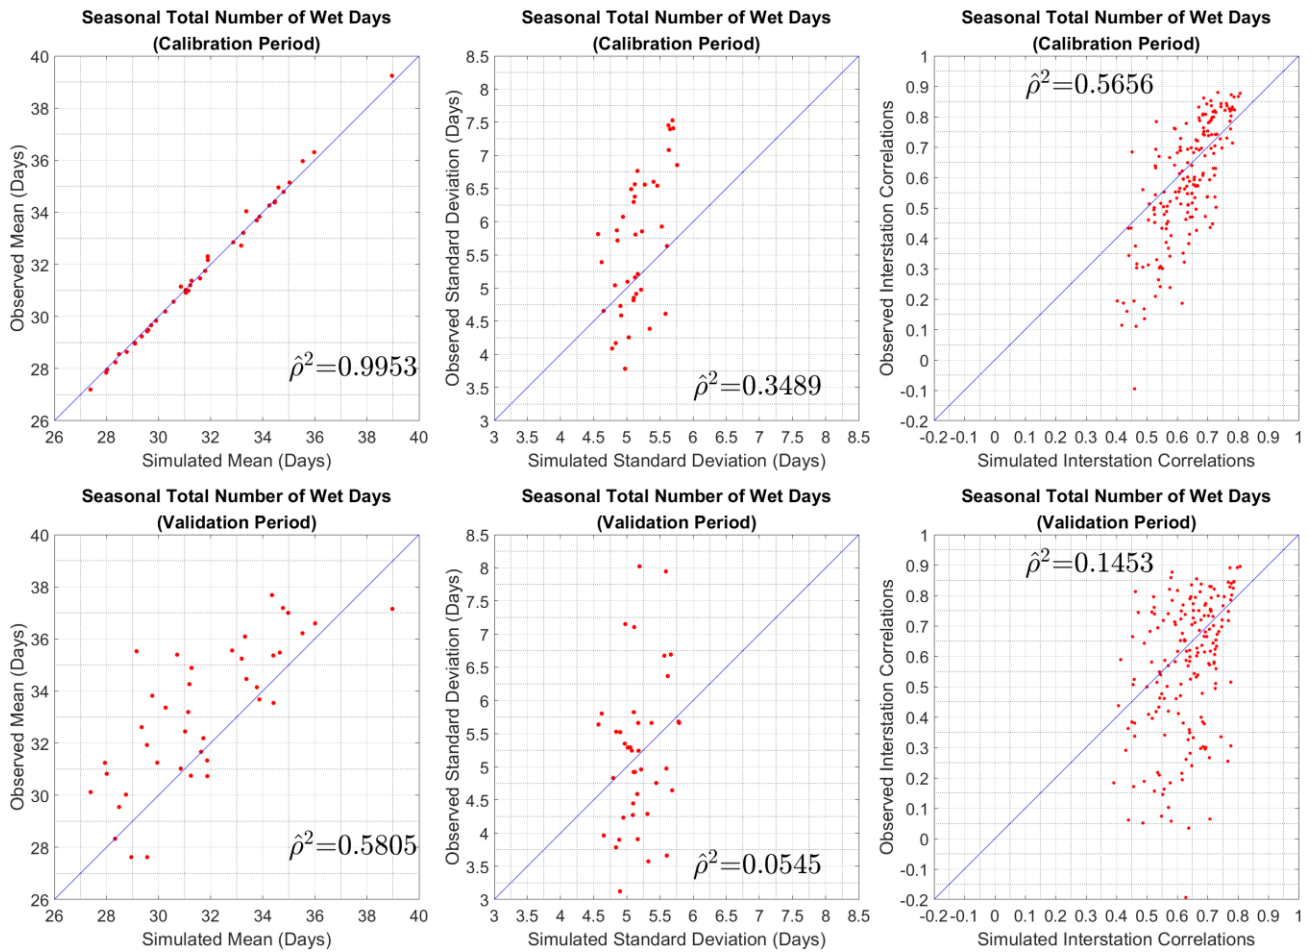 Seasonal Total Number of Wet Days
(Calibration Period)
40
38
36
34
32
30
28
26
26 28 30 32 34 36 38 40
Observed Mean (Days)
Simulated Mean (Days)
ρ̂²=0.9953
Seasonal Total Number of Wet Days
(Calibration Period)
8.5
8
7.5
7
6.5
6
5.5
5
4.5
4
3.5
3
3 4 4.5 5 5.5 6 6.5 7 7.5 8 8.5
Observed Standard Deviation (Days)
Simulated Standard Deviation (Days)
ρ̂²=0.3489
Seasonal Total Number of Wet Days
(Calibration Period)
1
0.9
0.8
0.7
0.6
0.5
0.4
0.3
0.2
0.1
0
-0.1
-0.2
-0.2 -0.1 0 0.1 0.2 0.3 0.4 0.5 0.6 0.7 0.8 0.9 1
Observed Interstation Correlations
Simulated Interstation Correlations
ρ̂²=0.5656
Seasonal Total Number of Wet Days
(Validation Period)
40
38
36
34
32
30
28
26
26 28 30 32 34 36 38 40
Observed Mean (Days)
Simulated Mean (Days)
ρ̂²=0.5805
Seasonal Total Number of Wet Days
(Validation Period)
8.5
8
7.5
7
6.5
6
5.5
5
4.5
4
3.5
3
3 4 4.5 5 5.5 6 6.5 7 7.5 8 8.5
Observed Standard Deviation (Days)
Simulated Standard Deviation (Days)
ρ̂²=0.0545
Seasonal Total Number of Wet Days
(Validation Period)
1
0.9
0.8
0.7
0.6
0.5
0.4
0.3
0.2
0.1
0
-0.1
-0.2
-0.2 -0.1 0 0.1 0.2 0.3 0.4 0.5 0.6 0.7 0.8 0.9 1
Observed Interstation Correlations
Simulated Interstation Correlations
ρ̂²=0.1453